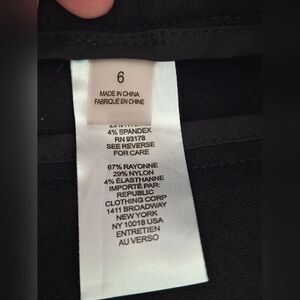 6
MADE IN CHINA
FABRIQUÉ EN CHINE
4% SPANDEX
RN 93178
SEE REVERSE
FOR CARE
67% RAYONNE
29% NYLON
4% ÉLASTHANNE
IMPORTÉ PAR:
REPUBLIC
CLOTHING CORP
1411 BROADWAY
NEW YORK
NY 10018 USA
ENTRETIEN
AU VERSO